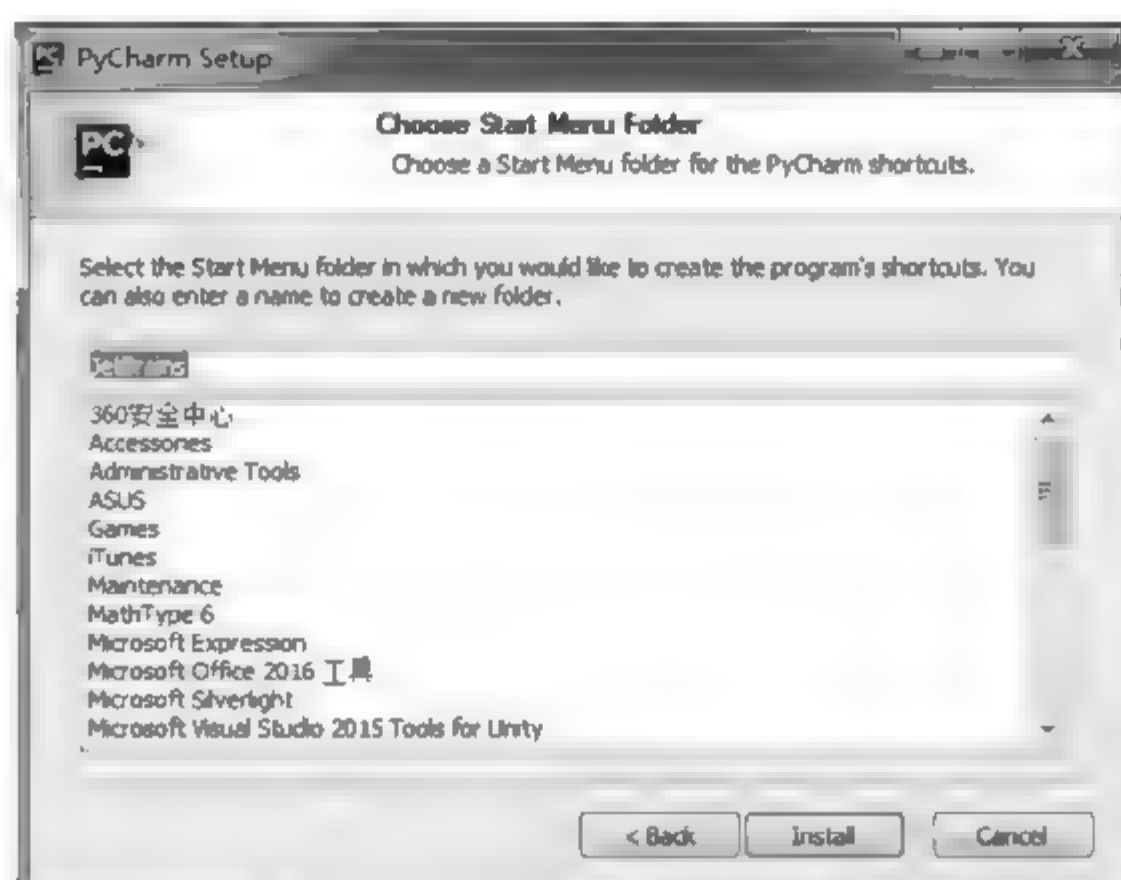 PyCharm Setup
PC
Choose Start Menu Folder
Choose a Start Menu folder for the PyCharm shortcuts.
Select the Start Menu folder in which you would like to create the program's shortcuts. You
can also enter a name to create a new folder.
JetBrains
360安全中心
Accessories
Administrative Tools
ASUS
Games
iTunes
Maintenance
MathType 6
Microsoft Expression
Microsoft Office 2016 工具
Microsoft Silverlight
Microsoft Visual Studio 2015 Tools for Unity
< Back
Install
Cancel